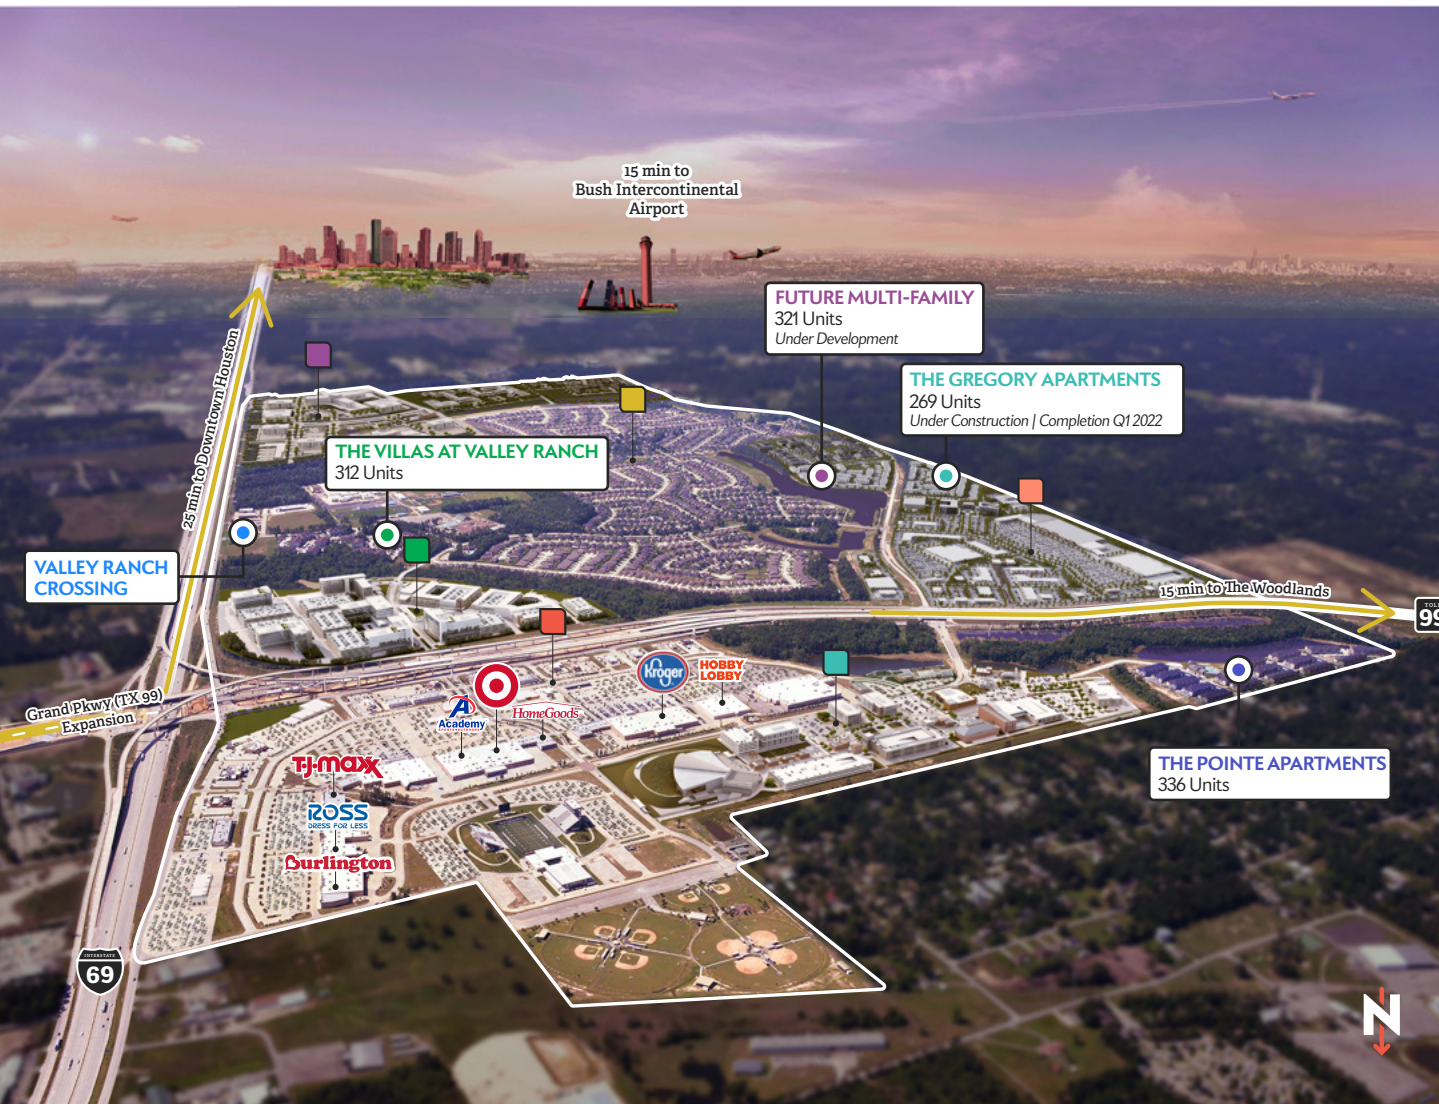 15 min to
Bush Intercontinental
Airport
FUTURE MULTI-FAMILY
321 Units
Under Development
THE GREGORY APARTMENTS
269 Units
Under Construction | Completion Q1 2022
25 min to Downtown Houston
THE VILLAS AT VALLEY RANCH
312 Units
VALLEY RANCH
CROSSING
15 min to The Woodlands
TOLL
99
Grand Pkwy (TX 99)
Expansion
Kroger
HOBBY
LOBBY
Academy
HomeGoods
THE POINTE APARTMENTS
336 Units
T·J·maxx
ROSS
DRESS FOR LESS
Burlington
INTERSTATE
69
N